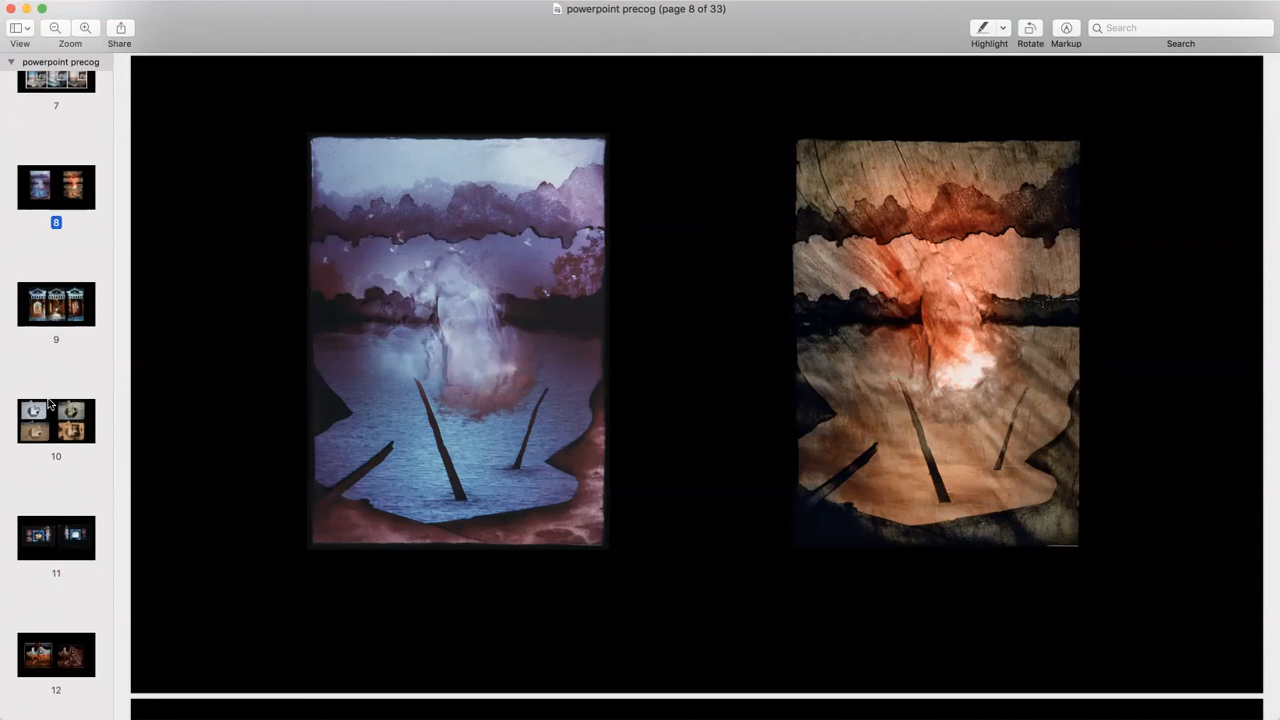 powerpoint precog (page 8 of 33)
View
Zoom
Share
Highlight
Rotate
Markup
Search
Search
powerpoint precog
7
8
9
10
11
12